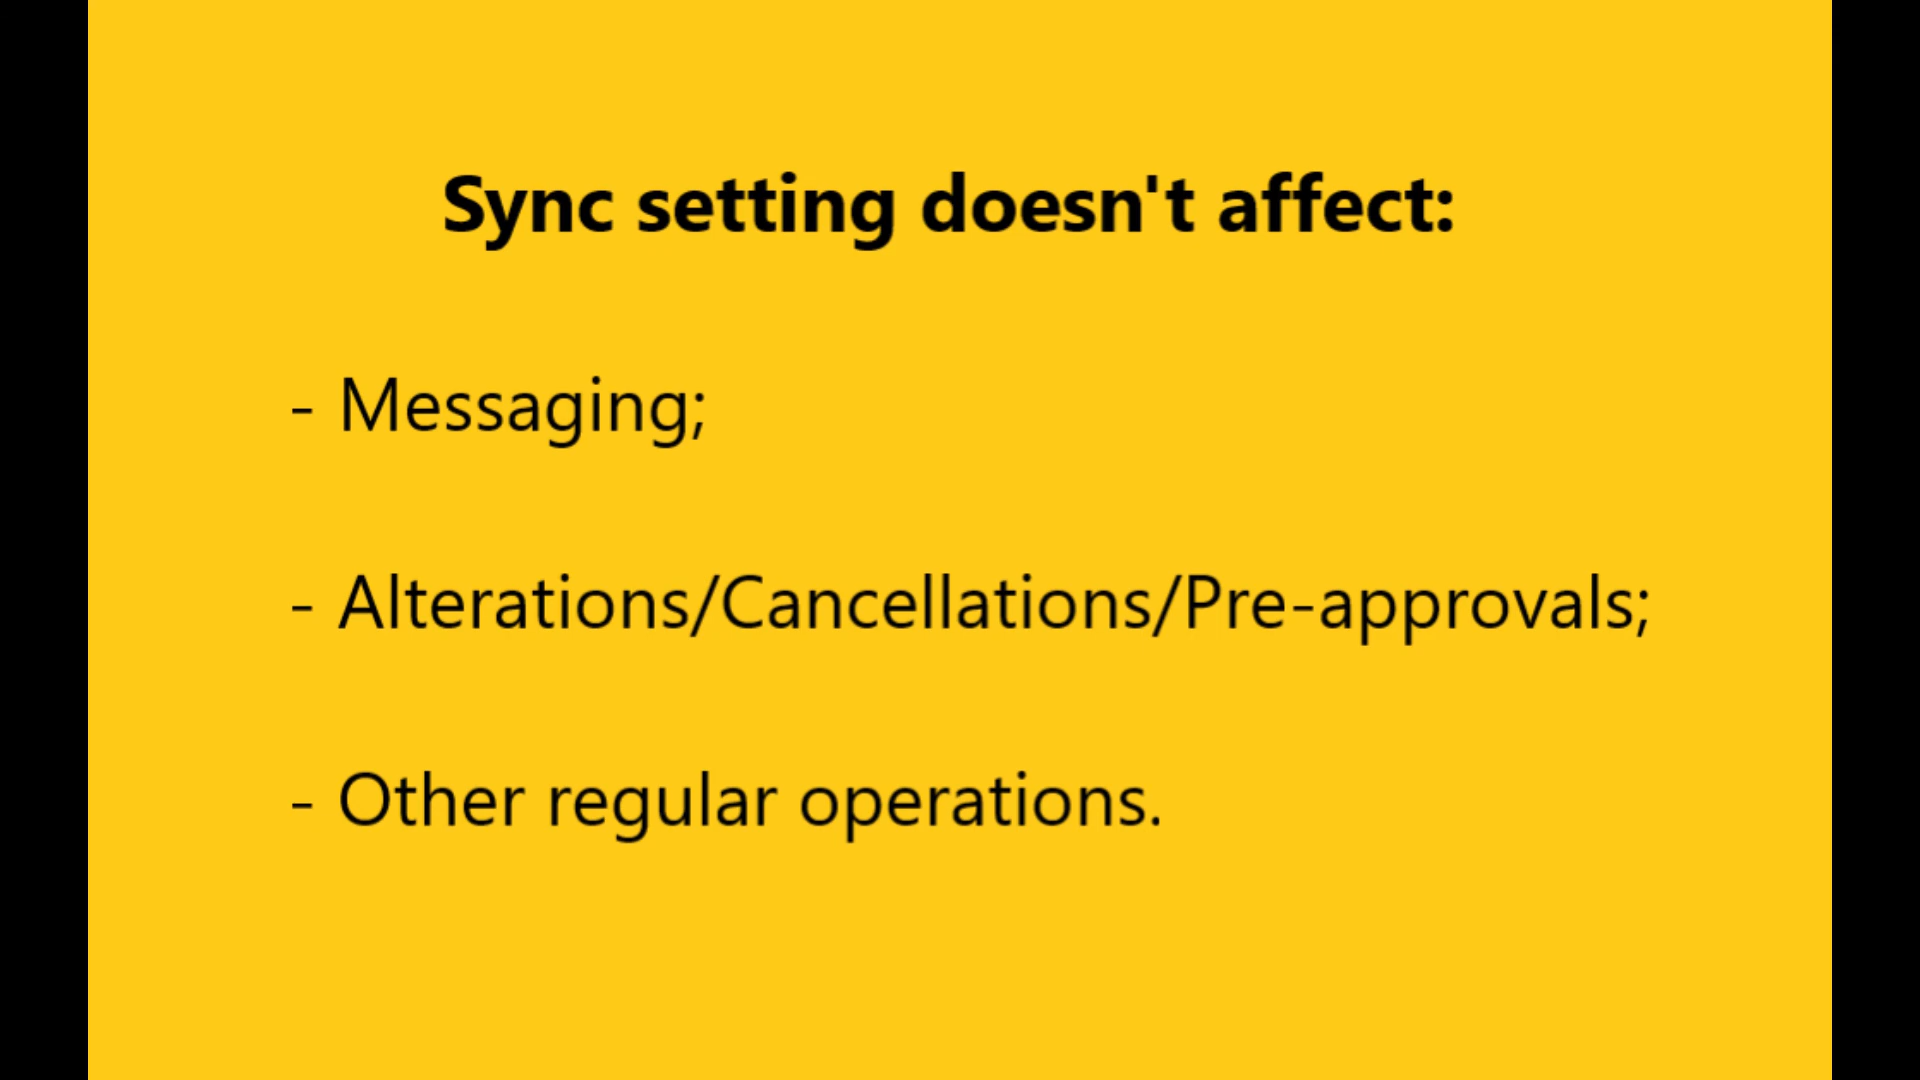 Sync setting doesn't affect:
- Messaging;
- Alterations/Cancellations/Pre-approvals;
- Other regular operations.